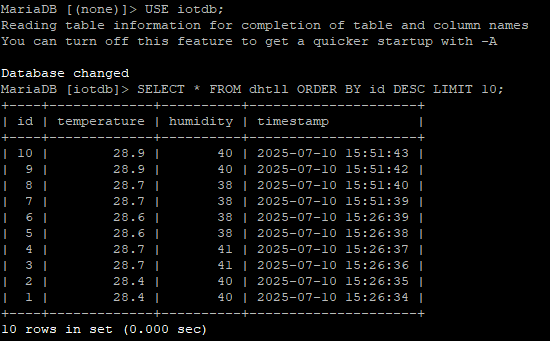 MariaDB [(none)]> USE iotdb;
Reading table information for completion of table and column names
You can turn off this feature to get a quicker startup with -A

Database changed
MariaDB [iotdb]> SELECT * FROM dht11 ORDER BY id DESC LIMIT 10;
+----+-------------+----------+---------------------+
| id | temperature | humidity | timestamp           |
+----+-------------+----------+---------------------+
| 10 |        28.9 |       40 | 2025-07-10 15:51:43 |
|  9 |        28.9 |       40 | 2025-07-10 15:51:42 |
|  8 |        28.7 |       38 | 2025-07-10 15:51:40 |
|  7 |        28.7 |       38 | 2025-07-10 15:51:39 |
|  6 |        28.6 |       38 | 2025-07-10 15:26:39 |
|  5 |        28.6 |       38 | 2025-07-10 15:26:38 |
|  4 |        28.7 |       41 | 2025-07-10 15:26:37 |
|  3 |        28.7 |       41 | 2025-07-10 15:26:36 |
|  2 |        28.4 |       40 | 2025-07-10 15:26:35 |
|  1 |        28.4 |       40 | 2025-07-10 15:26:34 |
+----+-------------+----------+---------------------+
10 rows in set (0.000 sec)